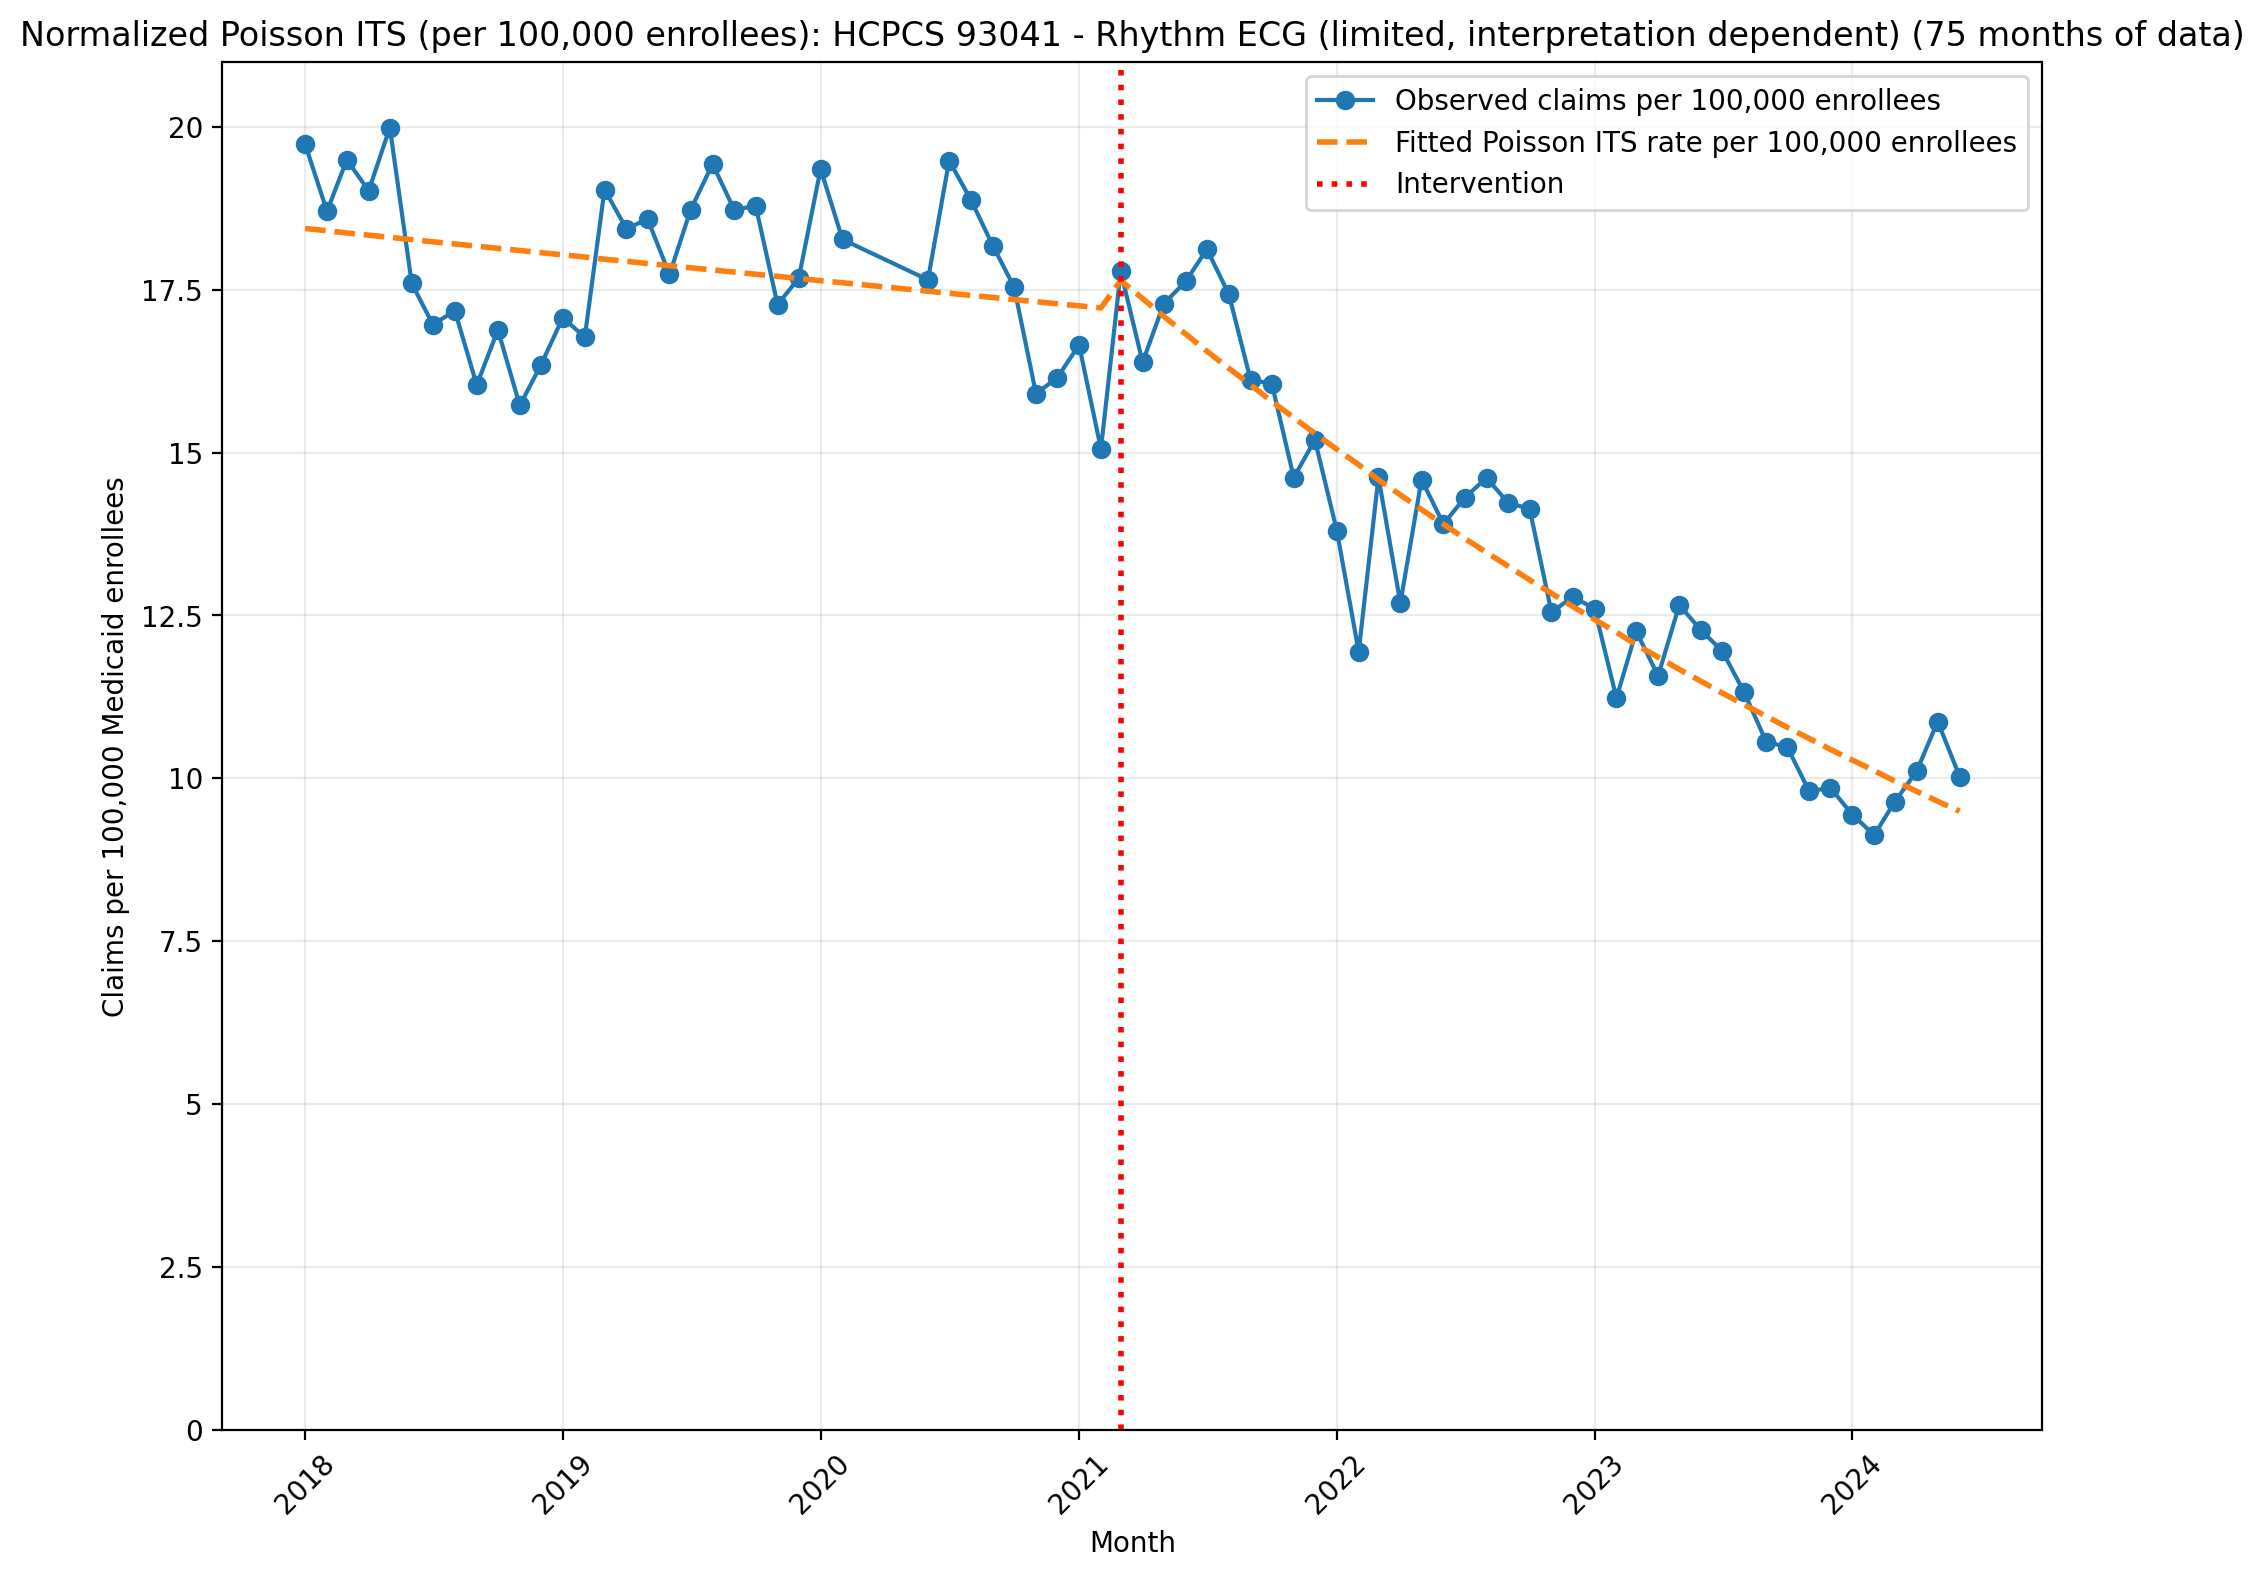 Normalized Poisson ITS (per 100,000 enrollees): HCPCS 93041 - Rhythm ECG (limited, interpretation dependent) (75 months of data)
Observed claims per 100,000 enrollees
Fitted Poisson ITS rate per 100,000 enrollees
Intervention
Claims per 100,000 Medicaid enrollees
20
17.5
15
12.5
10
7.5
5
2.5
0
2018
2019
2020
2021
2022
2023
2024
Month